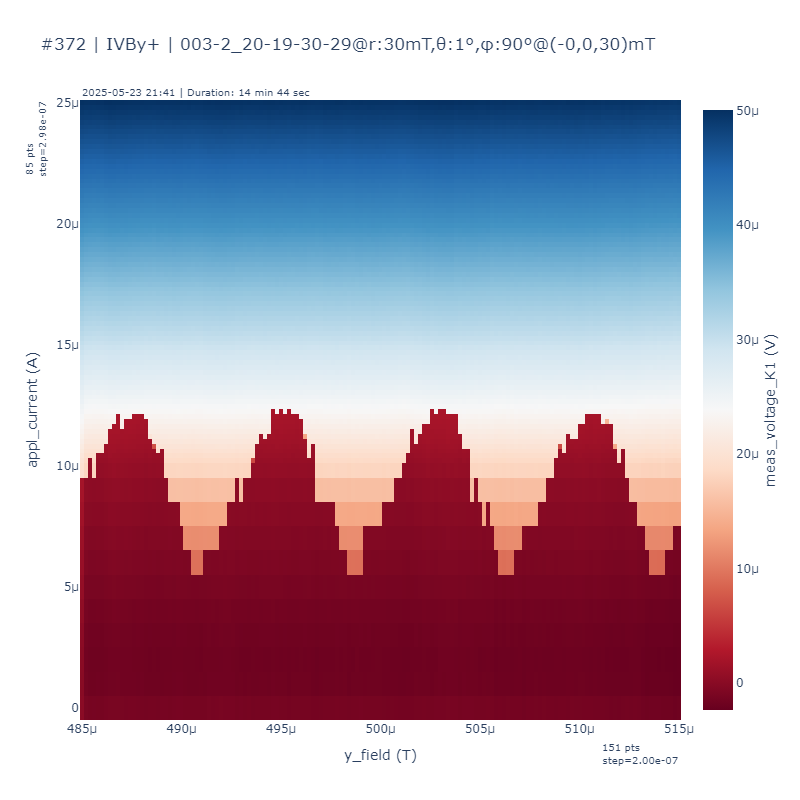 #372 | IVBy+ | 003-2_20-19-30-29@r:30mT,θ:1°,φ:90°@(-0,0,30)mT
2025-05-23 21:41 | Duration: 14 min 44 sec
85 pts
step=2.98e-07
25μ
20μ
15μ
10μ
5μ
0
appl_current (A)
485μ
490μ
495μ
500μ
505μ
510μ
515μ
y_field (T)
151 pts
step=2.00e-07
50μ
40μ
30μ
20μ
10μ
0
meas_voltage_K1 (V)